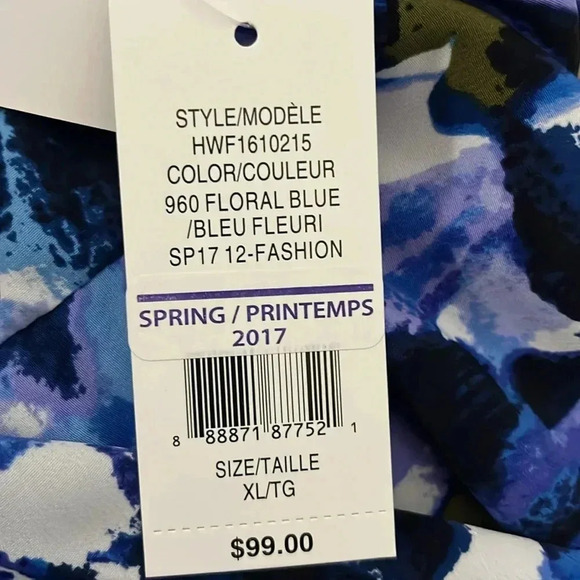 STYLE/MODÈLE
HWF1610215
COLOR/COULEUR
960 FLORAL BLUE
/BLEU FLEURI
SP17 12-FASHION
SPRING / PRINTEMPS
2017
8 88871 87752 1
SIZE/TAILLE
XL/TG
$99.00